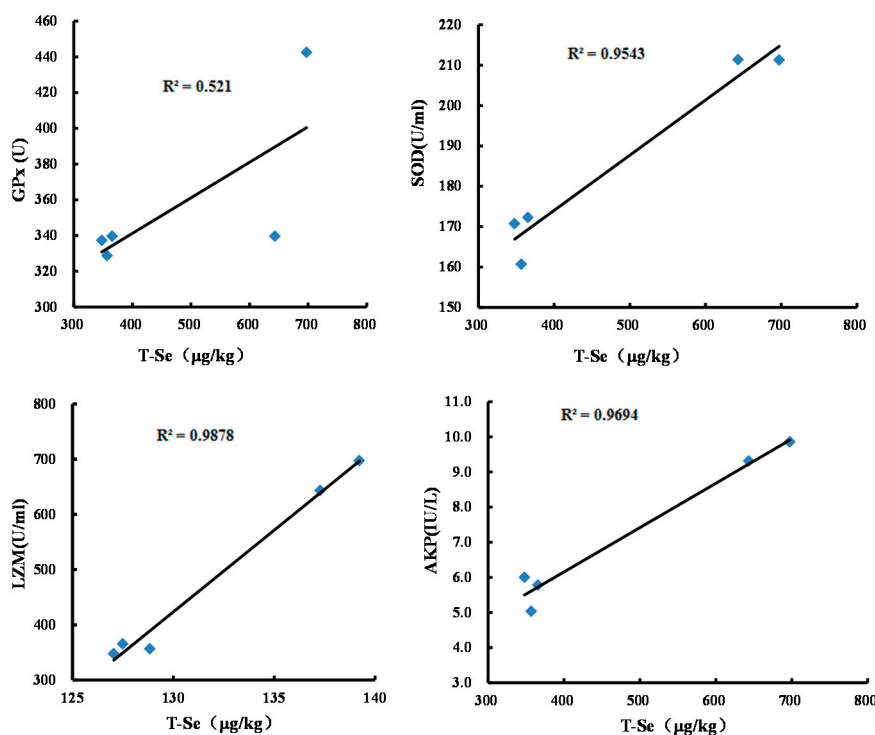 460
440
420
400
380
360
340
320
300
GPx (U)
R² = 0.521
300 400 500 600 700 800
T-Se（µg/kg）
220
210
200
190
180
170
160
150
SOD(U/ml)
R² = 0.9543
300 400 500 600 700 800
T-Se（µg/kg）
800
700
600
500
400
300
LZM(U/ml)
R² = 0.9878
125 130 135 140
T-Se（µg/kg）
11.0
10.0
9.0
8.0
7.0
6.0
5.0
4.0
3.0
AKP(IU/L)
R² = 0.9694
300 400 500 600 700 800
T-Se（µg/kg）